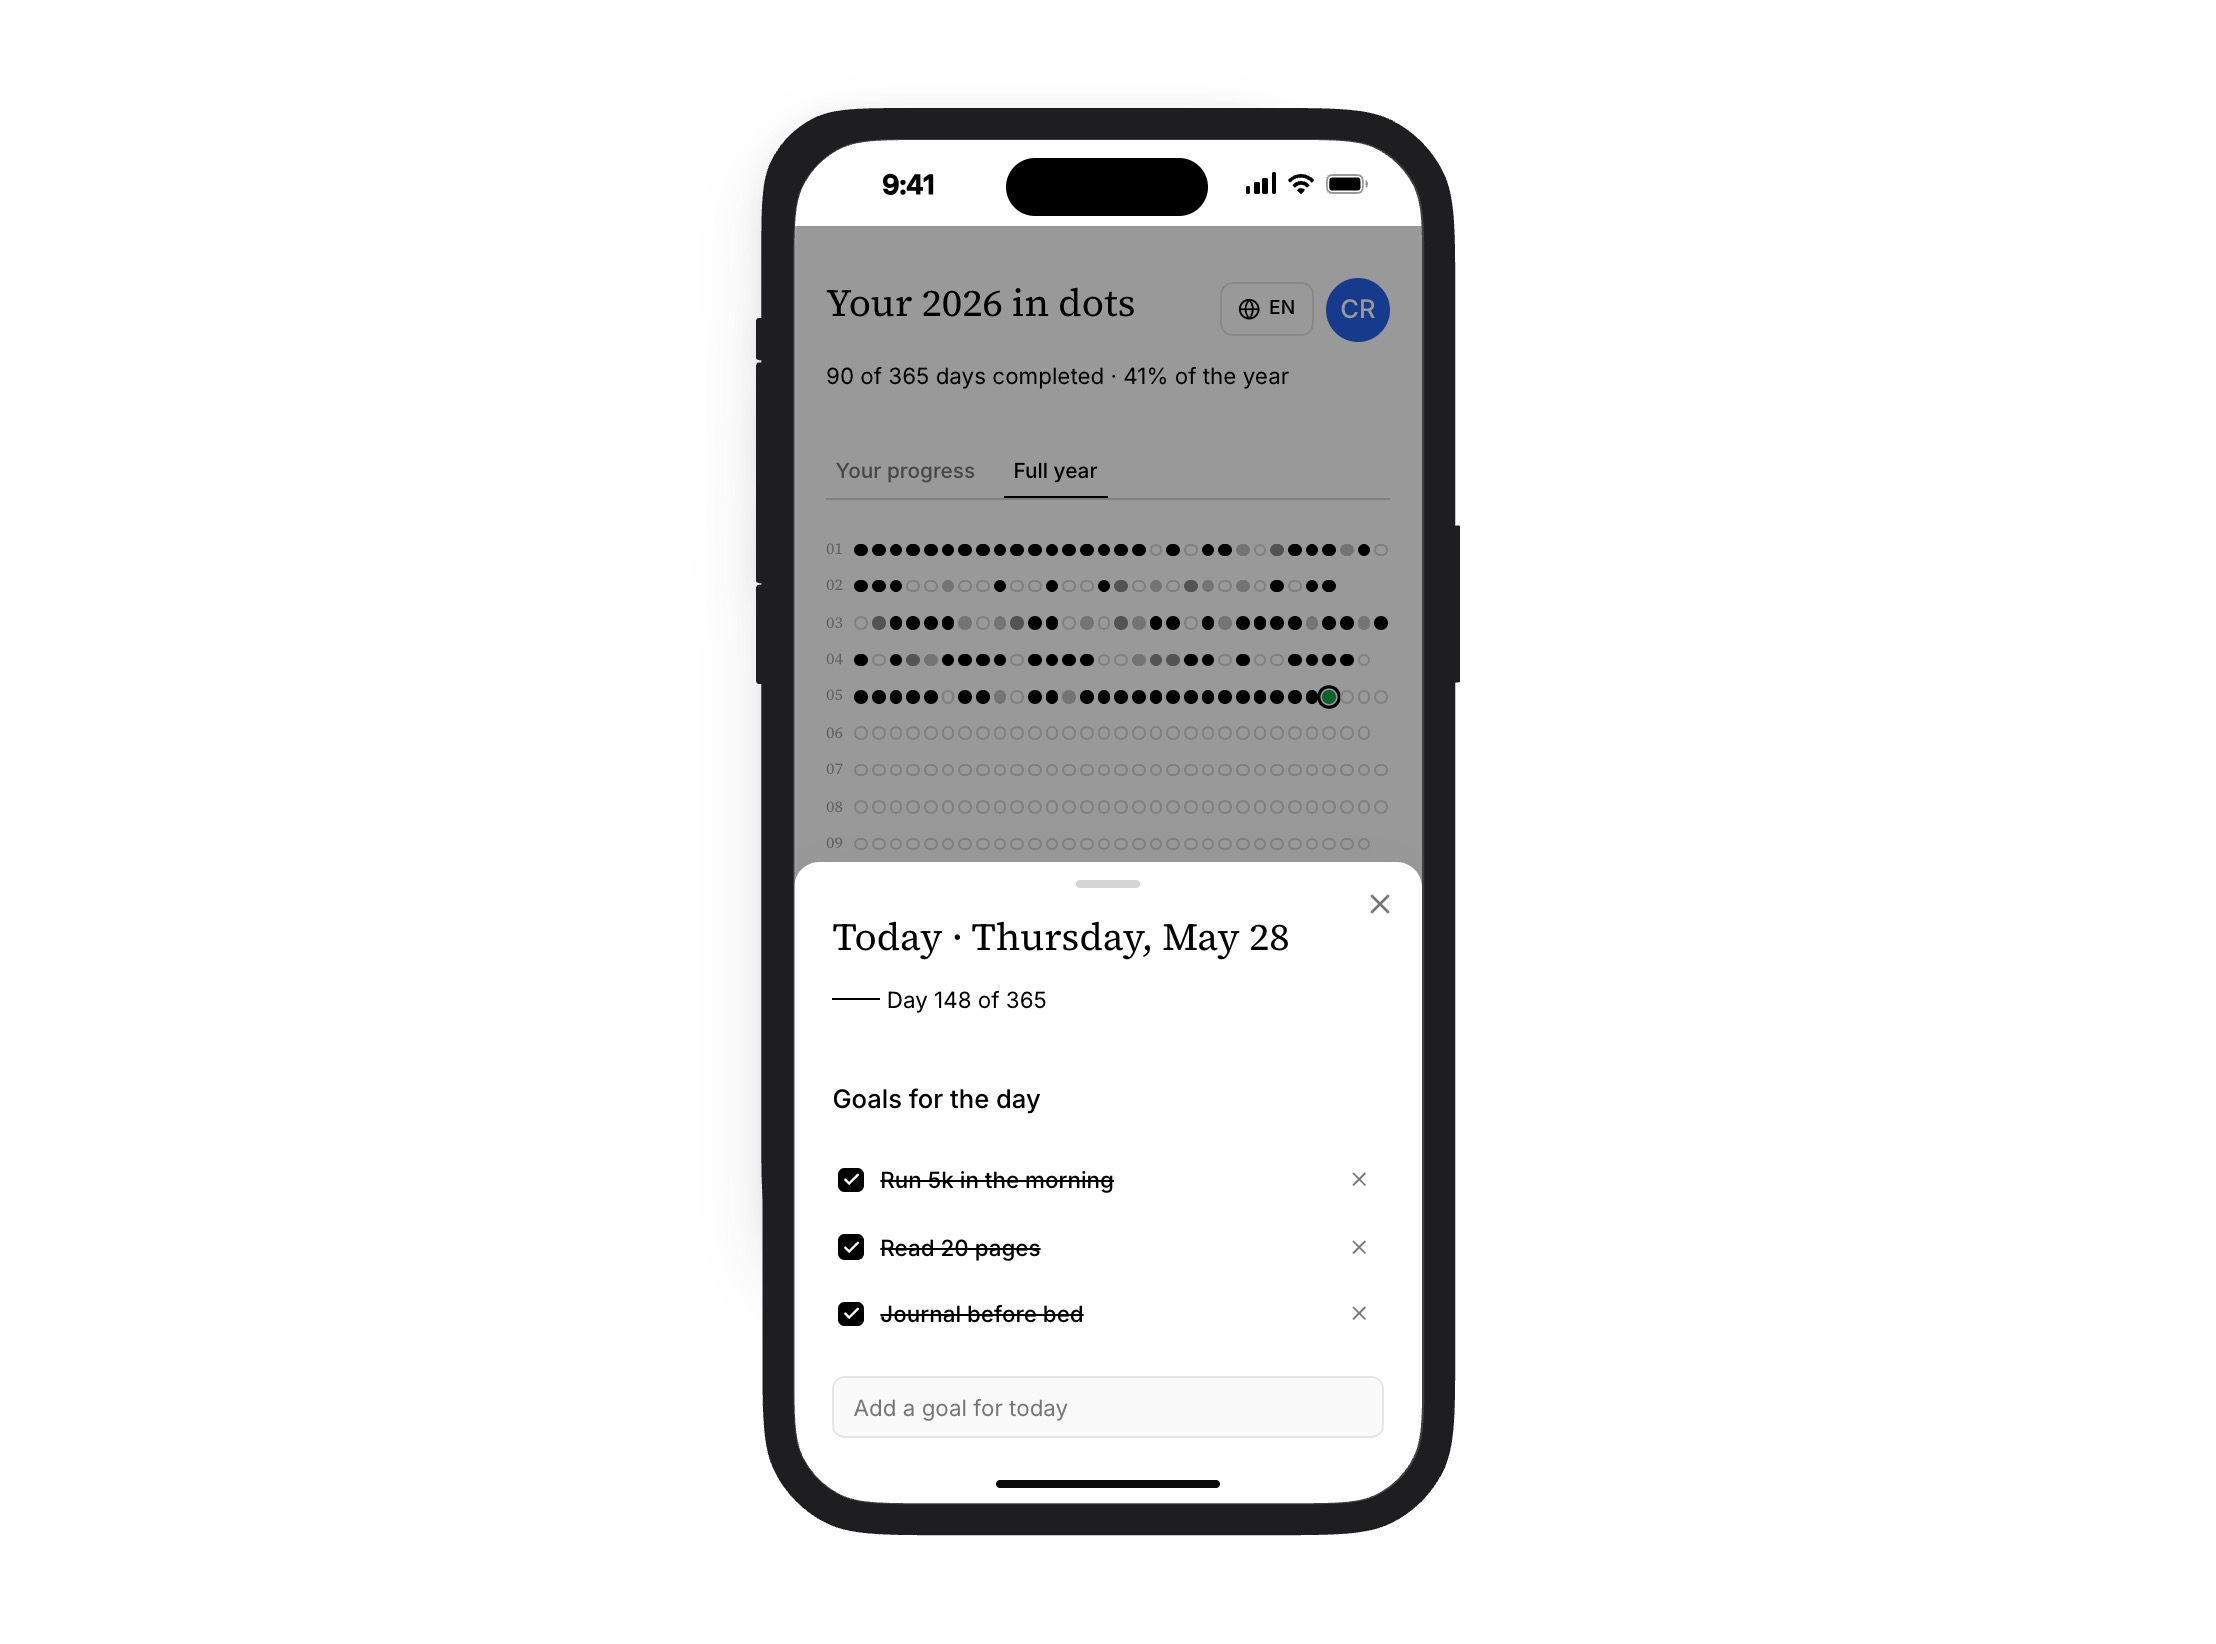 9:41
Your 2026 in dots
EN
CR
90 of 365 days completed · 41% of the year
Your progress
Full year
01
02
03
04
05
06
07
08
09
Today · Thursday, May 28
Day 148 of 365
Goals for the day
Run 5k in the morning
Read 20 pages
Journal before bed
Add a goal for today